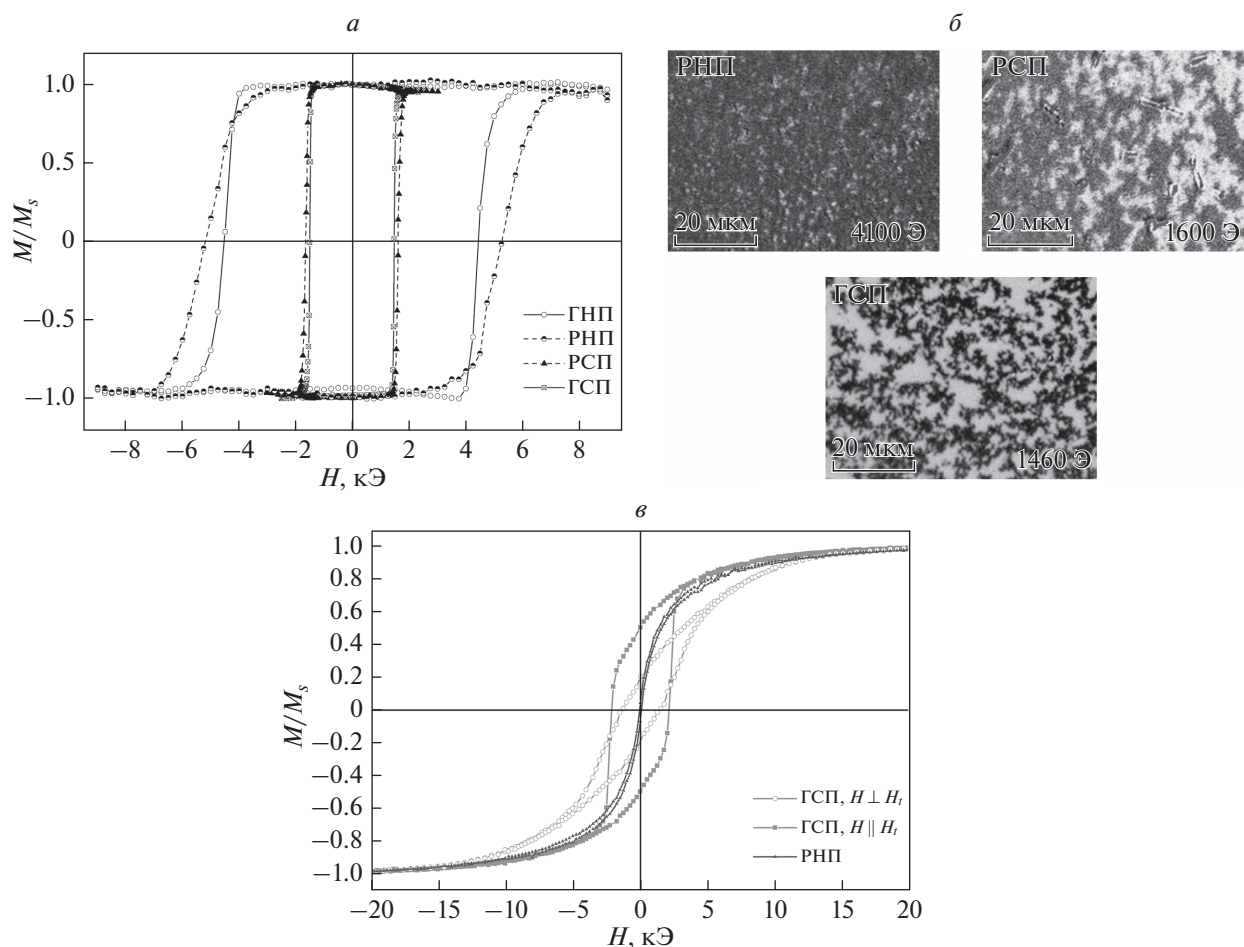 а
1.0
0.5
0
−0.5
−1.0
M/Ms
−8 −6 −4 −2 0 2 4 6 8
H, кЭ
ГНП
РНП
РСП
ГСП
б
РНП
20 мкм
4100 Э
РСП
20 мкм
1600 Э
ГСП
20 мкм
1460 Э
в
1.0
0.8
0.6
0.4
0.2
0
−0.2
−0.4
−0.6
−0.8
−1.0
M/Ms
−20 −15 −10 −5 0 5 10 15 20
H, кЭ
ГСП, H ⊥ Ht
ГСП, H || Ht
РНП